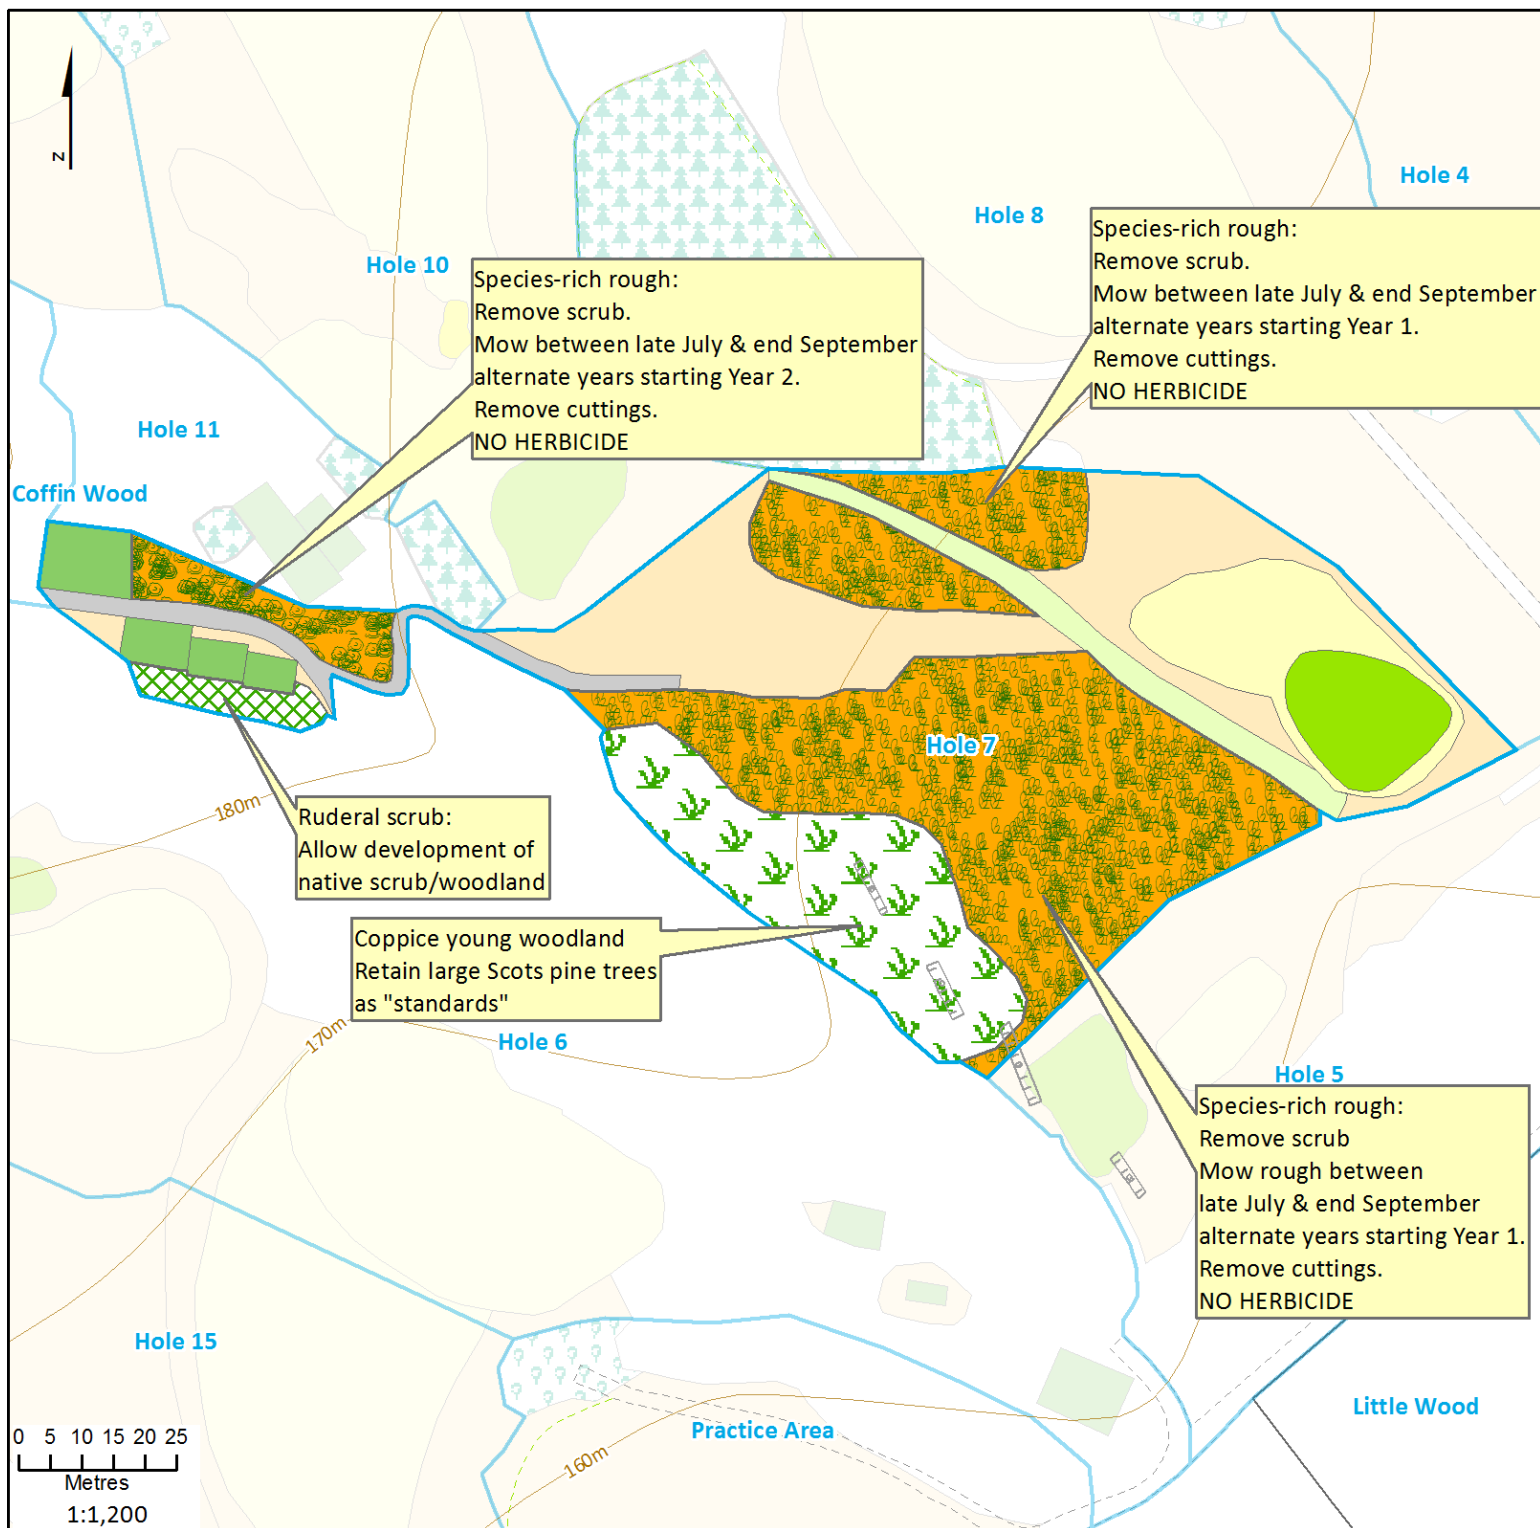 z
Hole 4
Hole 8
Hole 10
Species-rich rough:
Remove scrub.
Mow between late July & end September
alternate years starting Year 1.
Remove cuttings.
NO HERBICIDE
Species-rich rough:
Remove scrub.
Mow between late July & end September
alternate years starting Year 2.
Remove cuttings.
NO HERBICIDE
Hole 11
Coffin Wood
Hole 7
180m
Ruderal scrub:
Allow development of
native scrub/woodland
Coppice young woodland
Retain large Scots pine trees
as "standards"
170m
Hole 6
Hole 5
Species-rich rough:
Remove scrub
Mow rough between
late July & end September
alternate years starting Year 1.
Remove cuttings.
NO HERBICIDE
Hole 15
Little Wood
Practice Area
160m
0 5 10 15 20 25
Metres
1:1,200